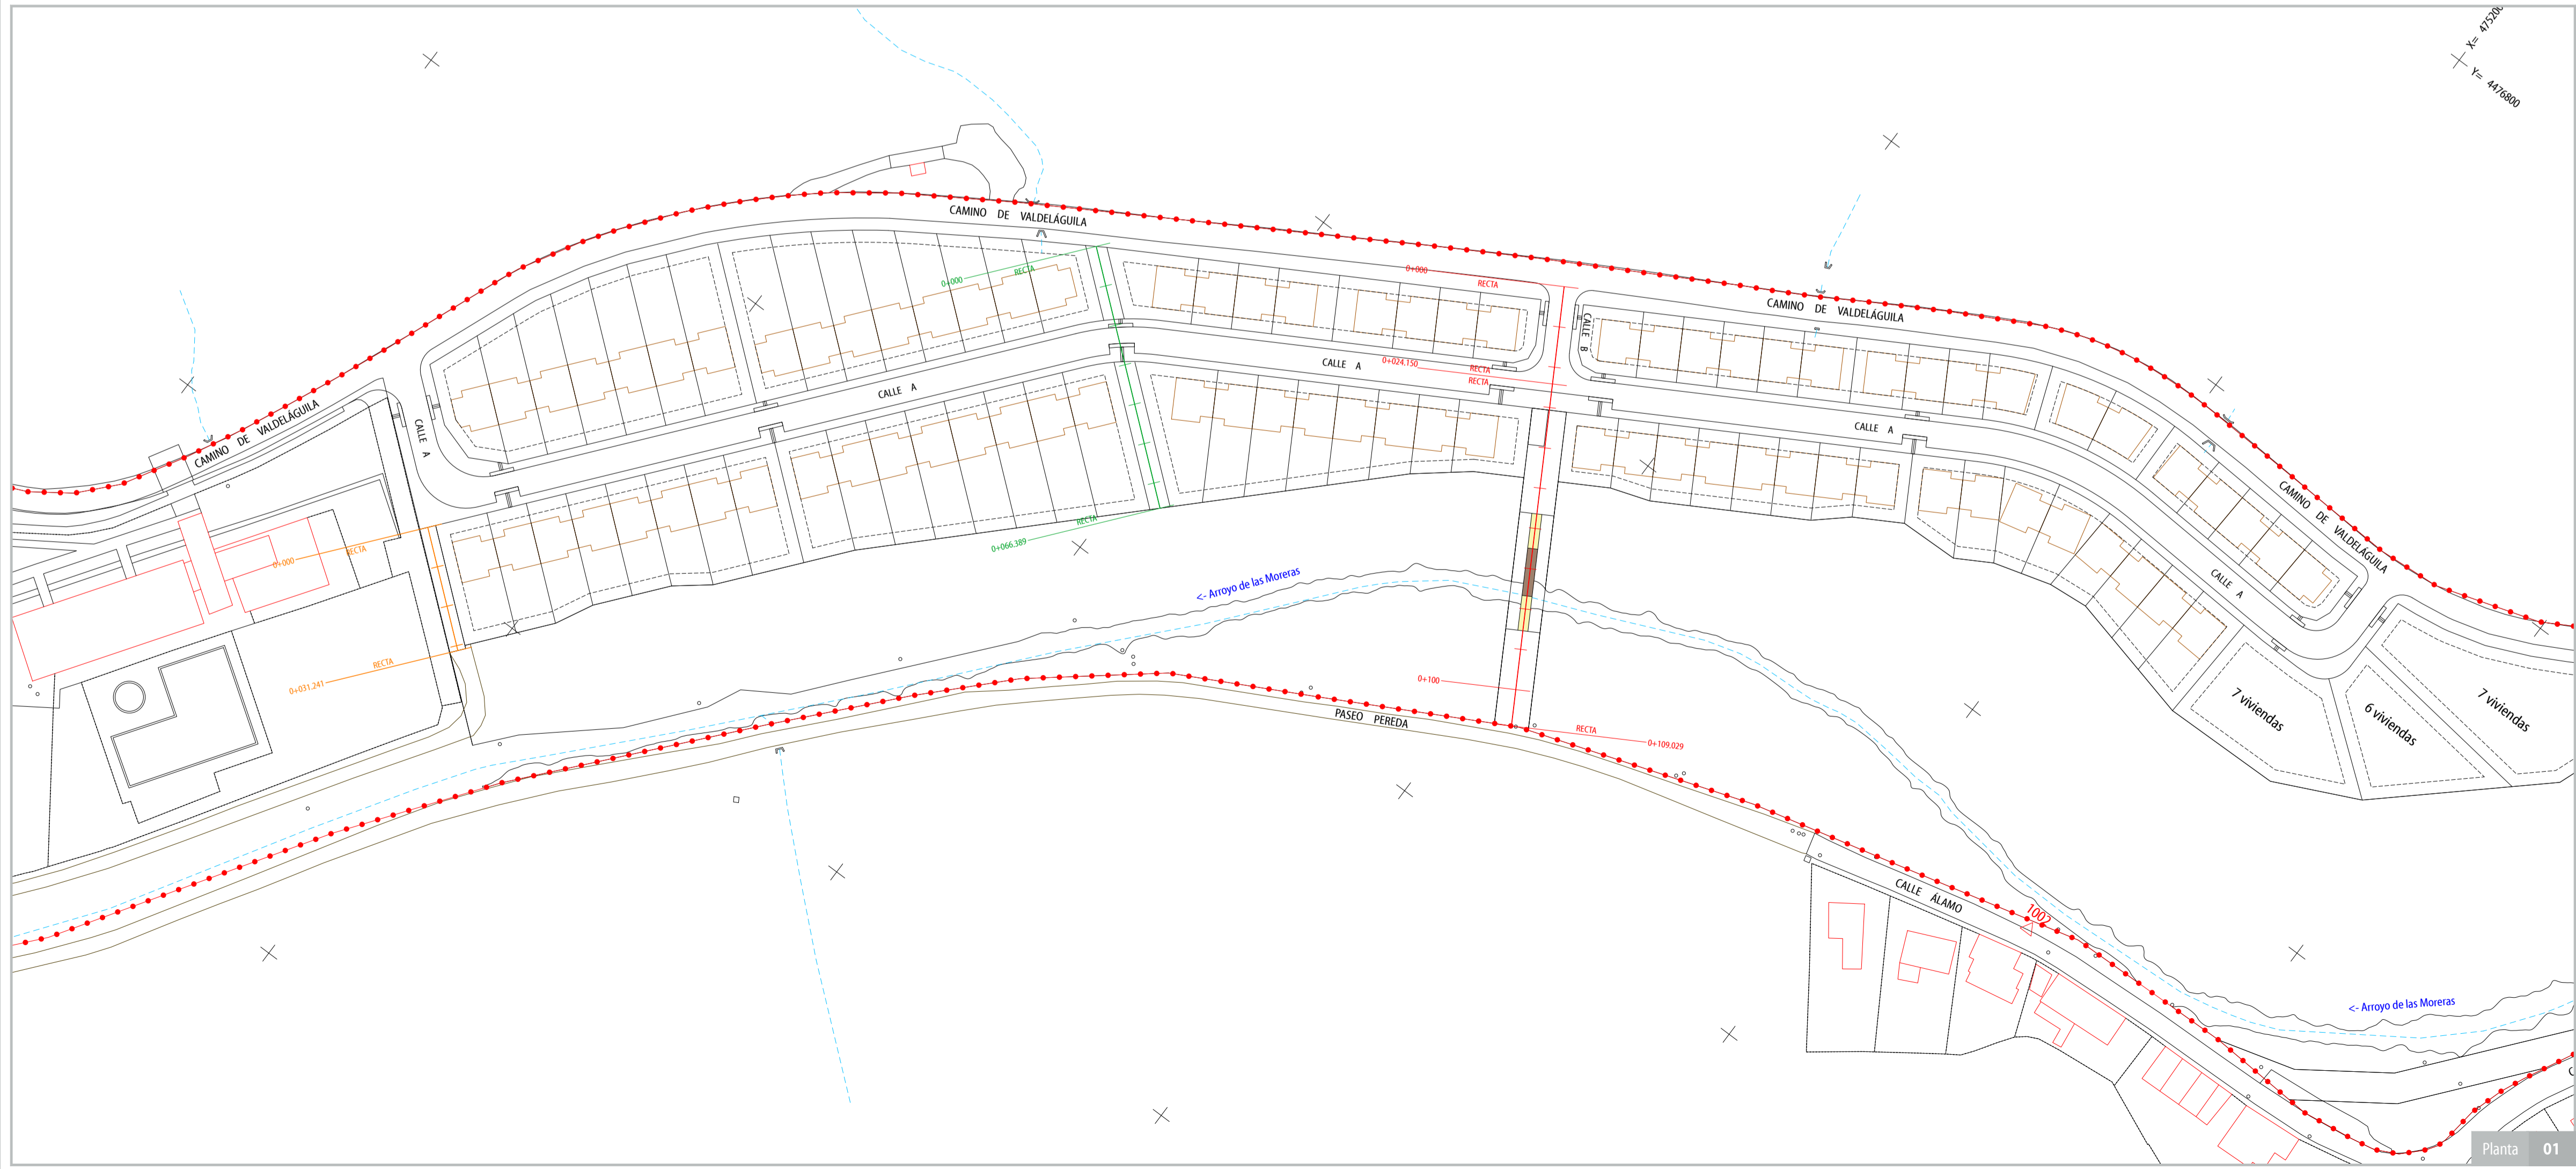 X= 475200
Y= 4476800
CAMINO DE VALDELÁGUILA
0+000
RECTA
0+000
RECTA
CAMINO DE VALDELÁGUILA
CALLE B
CALLE A
0+024.150
RECTA
RECTA
CALLE A
CAMINO DE VALDELÁGUILA
CALLE A
CALLE A
CAMINO DE VALDELÁGUILA
RECTA
0+000
RECTA
0+066.389
<- Arroyo de las Moreras
CALLE A
RECTA
0+031.241
0+100
PASEO PEREDA
RECTA
0+109.029
7 viviendas
6 viviendas
7 viviendas
CALLE ÁLAMO
1002
<- Arroyo de las Moreras
Planta 01